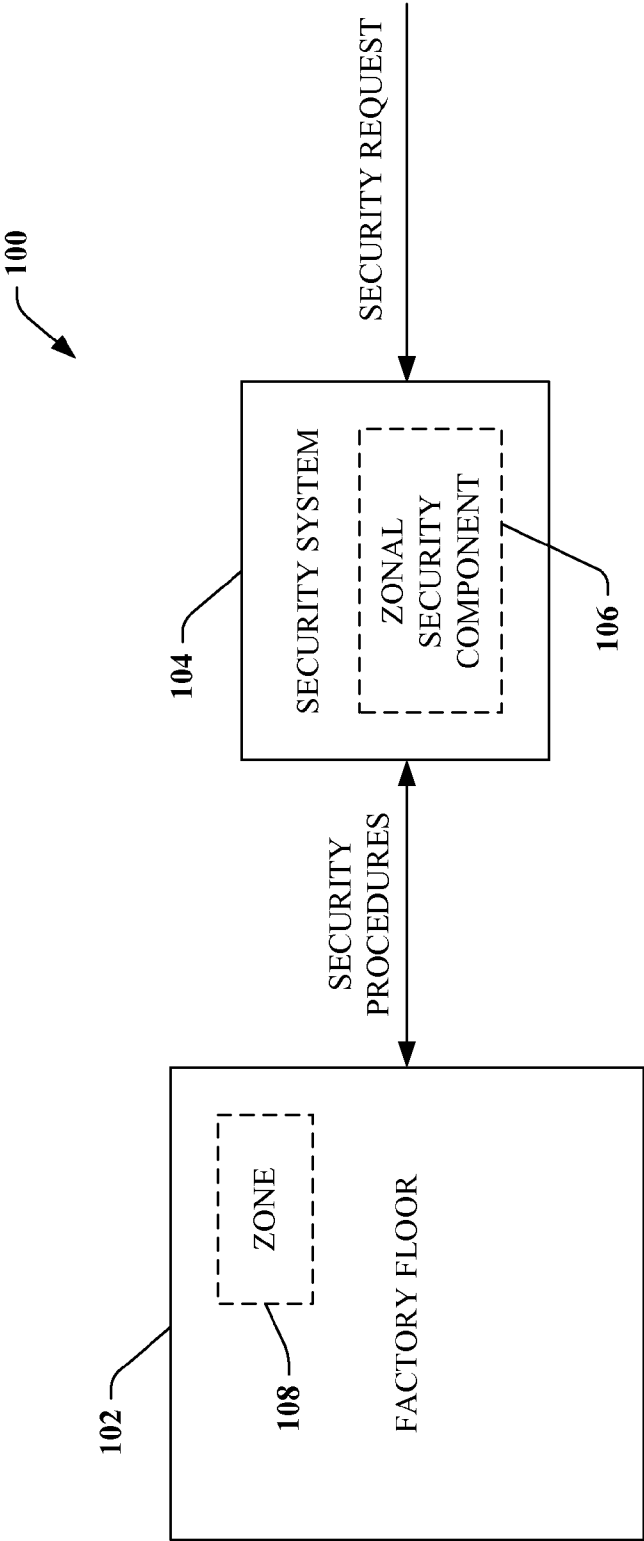 100
102
ZONE
108
FACTORY FLOOR
SECURITY
PROCEDURES
104
SECURITY SYSTEM
ZONAL
SECURITY
COMPONENT
106
SECURITY REQUEST